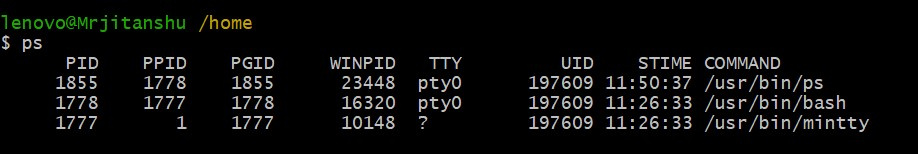 lenovo@Mrjitanshu /home
$ ps
PID PPID PGID WINPID TTY UID STIME COMMAND
1855 1778 1855 23448 pty0 197609 11:50:37 /usr/bin/ps
1778 1777 1778 16320 pty0 197609 11:26:33 /usr/bin/bash
1777 1 1777 10148 ? 197609 11:26:33 /usr/bin/mintty